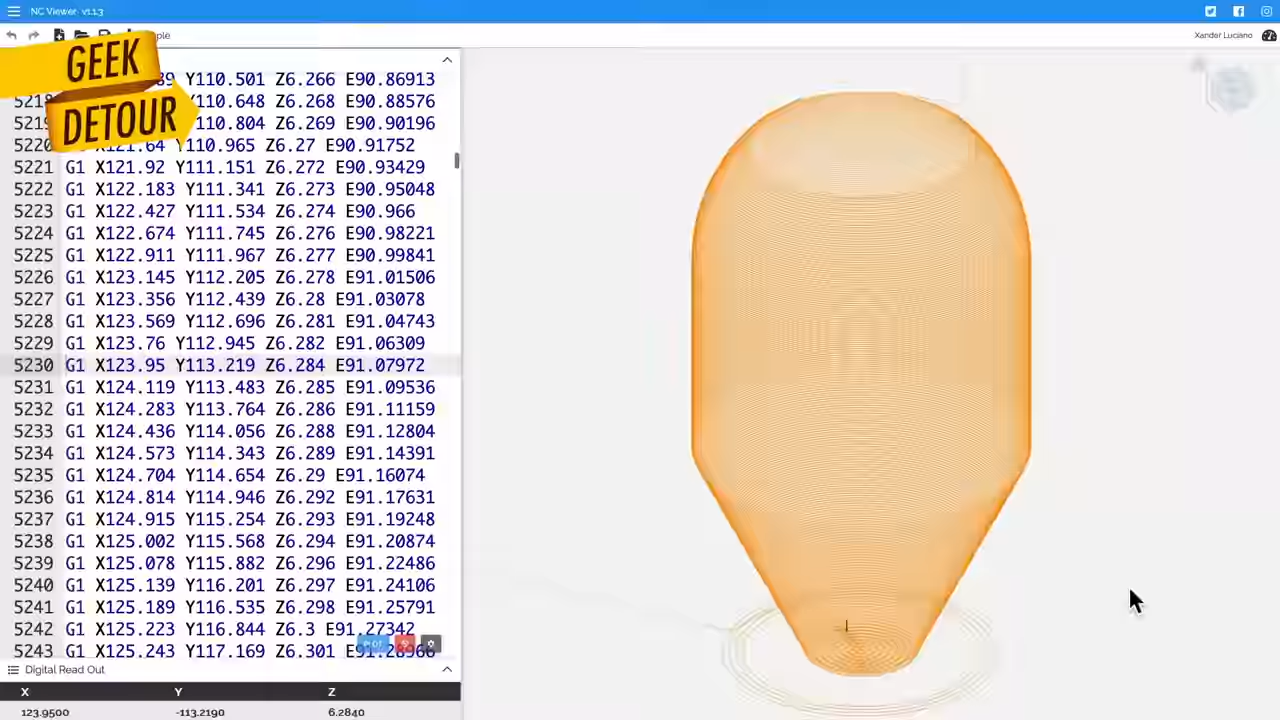 NC Viewer v1.1.3
ple
Xander Luciano
GEEK
DETOUR
89 Y110.501 Z6.266 E90.86913
5218 Y110.648 Z6.268 E90.88576
5219 Y110.804 Z6.269 E90.90196
5220 X121.64 Y110.965 Z6.27 E90.91752
5221 G1 X121.92 Y111.151 Z6.272 E90.93429
5222 G1 X122.183 Y111.341 Z6.273 E90.95048
5223 G1 X122.427 Y111.534 Z6.274 E90.966
5224 G1 X122.674 Y111.745 Z6.276 E90.98221
5225 G1 X122.911 Y111.967 Z6.277 E90.99841
5226 G1 X123.145 Y112.205 Z6.278 E91.01506
5227 G1 X123.356 Y112.439 Z6.28 E91.03078
5228 G1 X123.569 Y112.696 Z6.281 E91.04743
5229 G1 X123.76 Y112.945 Z6.282 E91.06309
5230 G1 X123.95 Y113.219 Z6.284 E91.07972
5231 G1 X124.119 Y113.483 Z6.285 E91.09536
5232 G1 X124.283 Y113.764 Z6.286 E91.11159
5233 G1 X124.436 Y114.056 Z6.288 E91.12804
5234 G1 X124.573 Y114.343 Z6.289 E91.14391
5235 G1 X124.704 Y114.654 Z6.29 E91.16074
5236 G1 X124.814 Y114.946 Z6.292 E91.17631
5237 G1 X124.915 Y115.254 Z6.293 E91.19248
5238 G1 X125.002 Y115.568 Z6.294 E91.20874
5239 G1 X125.078 Y115.882 Z6.296 E91.22486
5240 G1 X125.139 Y116.201 Z6.297 E91.24106
5241 G1 X125.189 Y116.535 Z6.298 E91.25791
5242 G1 X125.223 Y116.844 Z6.3 E91.27342
5243 G1 X125.243 Y117.169 Z6.301
PLOT
Digital Read Out
X Y Z
123.9500 -113.2190 6.2840